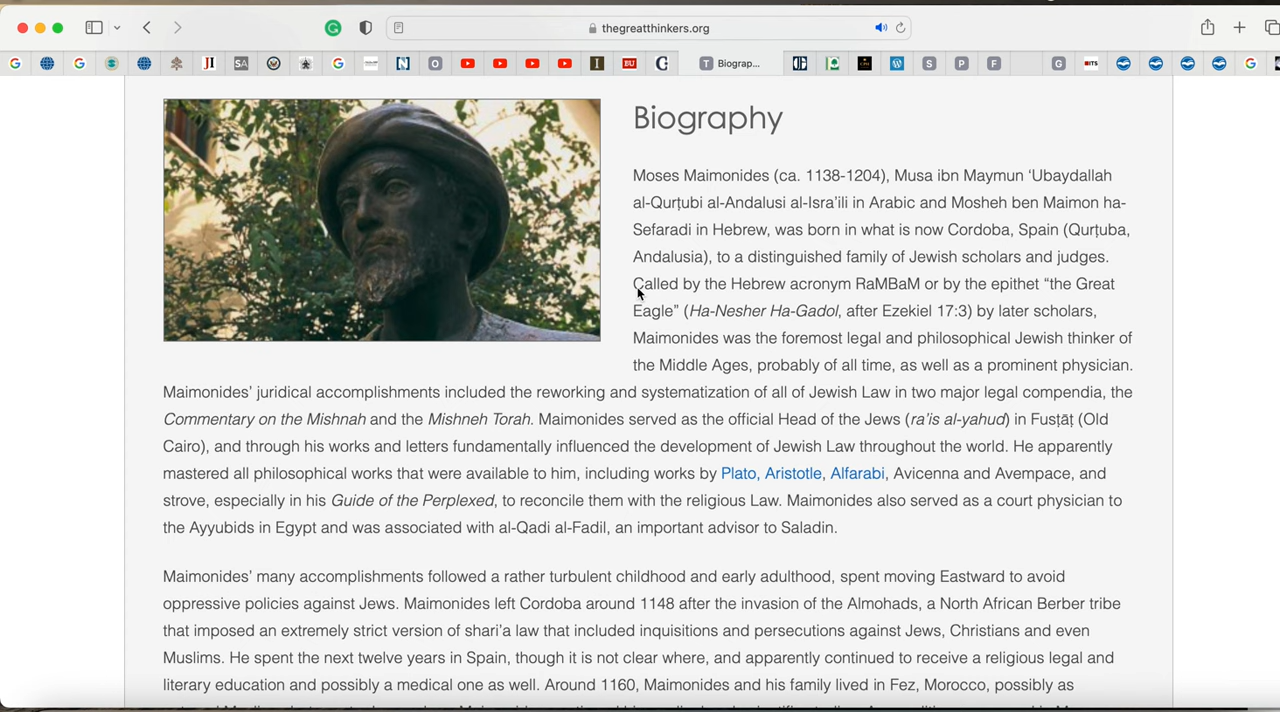 thegreatthinkers.org
JI
SA
N
O
BU
G
T Biograp...
CPH
S
P
F
G
BITS
G
Biography
Moses Maimonides (ca. 1138-1204), Musa ibn Maymun ‘Ubaydallah
al-Qurṭubi al-Andalusi al-Isra’ili in Arabic and Mosheh ben Maimon ha-
Sefaradi in Hebrew, was born in what is now Cordoba, Spain (Qurṭuba,
Andalusia), to a distinguished family of Jewish scholars and judges.
Called by the Hebrew acronym RaMBaM or by the epithet “the Great
Eagle” (Ha-Nesher Ha-Gadol, after Ezekiel 17:3) by later scholars,
Maimonides was the foremost legal and philosophical Jewish thinker of
the Middle Ages, probably of all time, as well as a prominent physician.
Maimonides’ juridical accomplishments included the reworking and systematization of all of Jewish Law in two major legal compendia, the
Commentary on the Mishnah and the Mishneh Torah. Maimonides served as the official Head of the Jews (ra’is al-yahud) in Fusṭāṭ (Old
Cairo), and through his works and letters fundamentally influenced the development of Jewish Law throughout the world. He apparently
mastered all philosophical works that were available to him, including works by Plato, Aristotle, Alfarabi, Avicenna and Avempace, and
strove, especially in his Guide of the Perplexed, to reconcile them with the religious Law. Maimonides also served as a court physician to
the Ayyubids in Egypt and was associated with al-Qadi al-Fadil, an important advisor to Saladin.
Maimonides’ many accomplishments followed a rather turbulent childhood and early adulthood, spent moving Eastward to avoid
oppressive policies against Jews. Maimonides left Cordoba around 1148 after the invasion of the Almohads, a North African Berber tribe
that imposed an extremely strict version of shari’a law that included inquisitions and persecutions against Jews, Christians and even
Muslims. He spent the next twelve years in Spain, though it is not clear where, and apparently continued to receive a religious legal and
literary education and possibly a medical one as well. Around 1160, Maimonides and his family lived in Fez, Morocco, possibly as